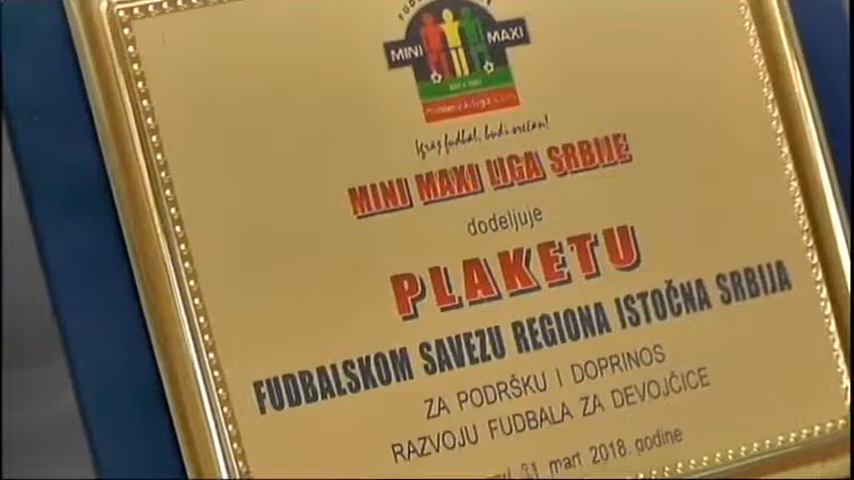 MINI MAXI
Igraj fudbal, budi srećan!
MINI MAXI LIGA SRBIJE
dodeljuje
PLAKETU
FUDBALSKOM SAVEZU REGIONA ISTOČNA SRBIJA
ZA PODRŠKU I DOPRINOS
RAZVOJU FUDBALA ZA DEVOJČICE
31 mart 2018. godine